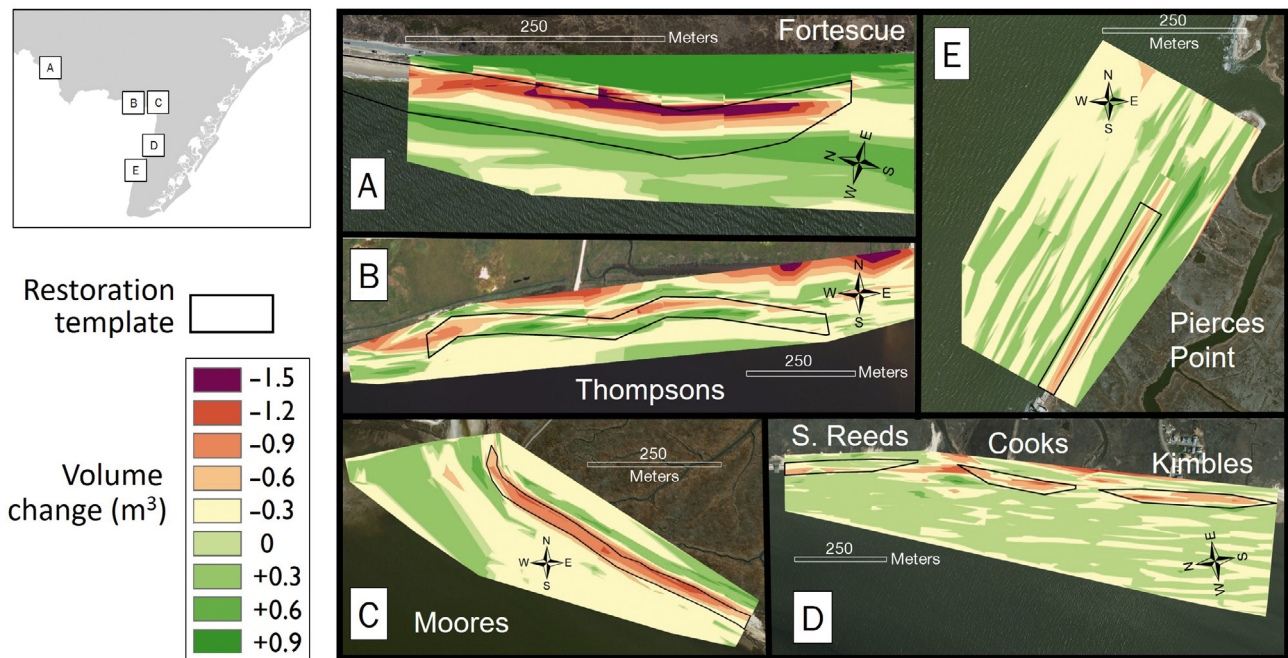 A
B
C
D
E
Restoration
template
Volume
change (m³)
–1.5
–1.2
–0.9
–0.6
–0.3
0
+0.3
+0.6
+0.9
250
Meters
Fortescue
A
N
E
S
W
B
N
W
E
S
250
Meters
Thompsons
250
Meters
N
W
E
S
C
Moores
S. Reeds
Cooks
Kimbles
250
Meters
N
E
S
W
D
E
250
Meters
N
W
E
S
Pierces
Point